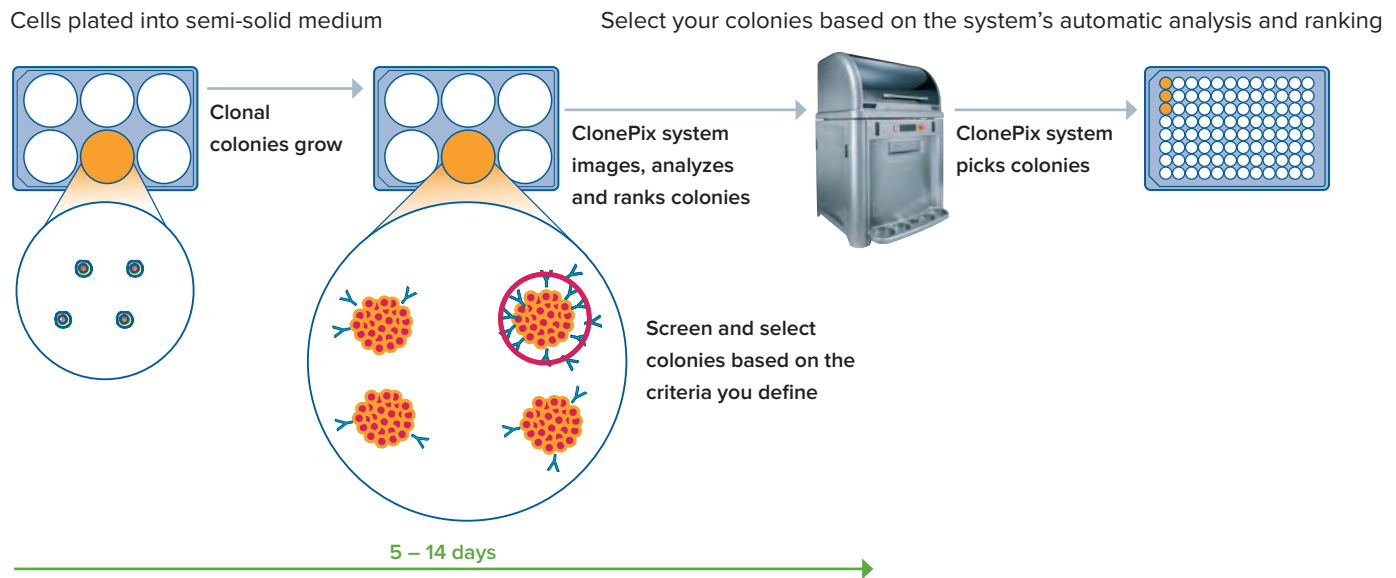 Cells plated into semi-solid medium
Select your colonies based on the system’s automatic analysis and ranking
Clonal
colonies grow
ClonePix system
images, analyzes
and ranks colonies
ClonePix system
picks colonies
Screen and select
colonies based on the
criteria you define
5 – 14 days